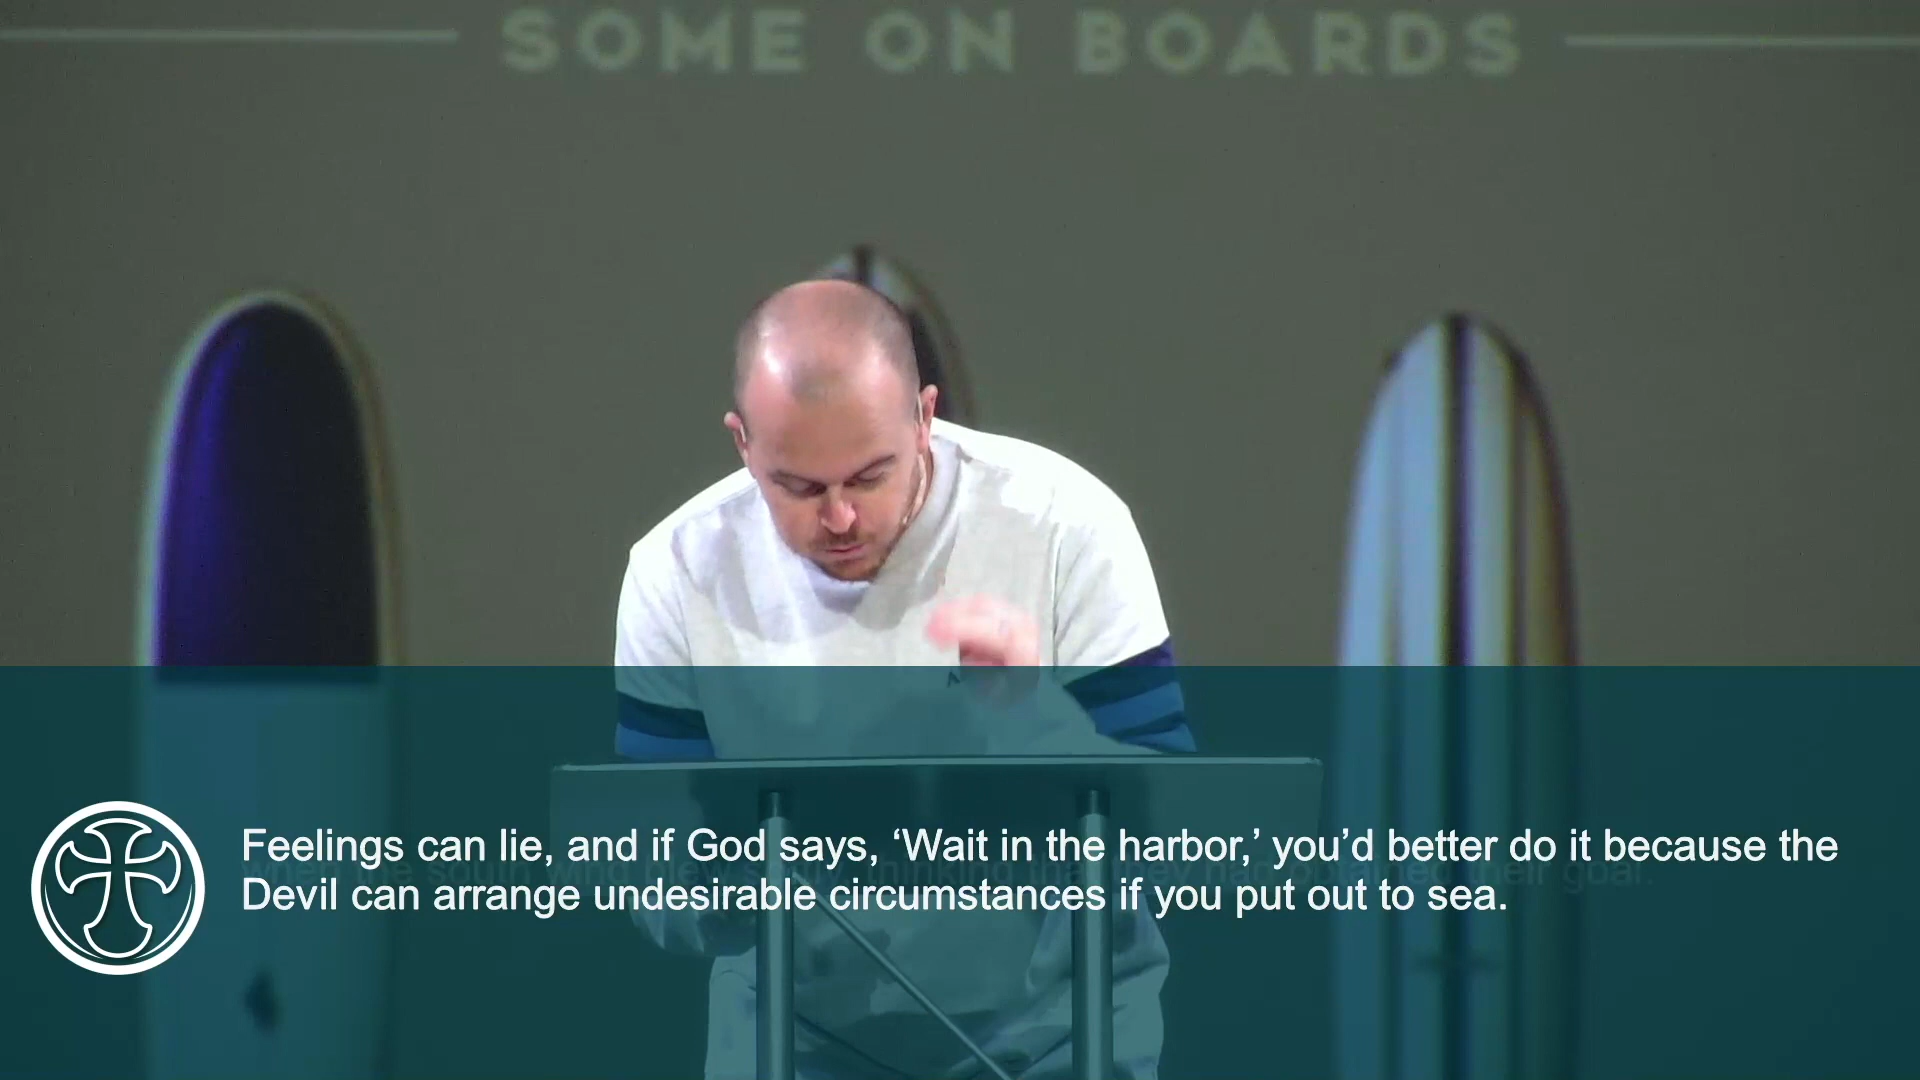 SOME ON BOARDS
Feelings can lie, and if God says, ‘Wait in the harbor,’ you’d better do it because the
Devil can arrange undesirable circumstances if you put out to sea.